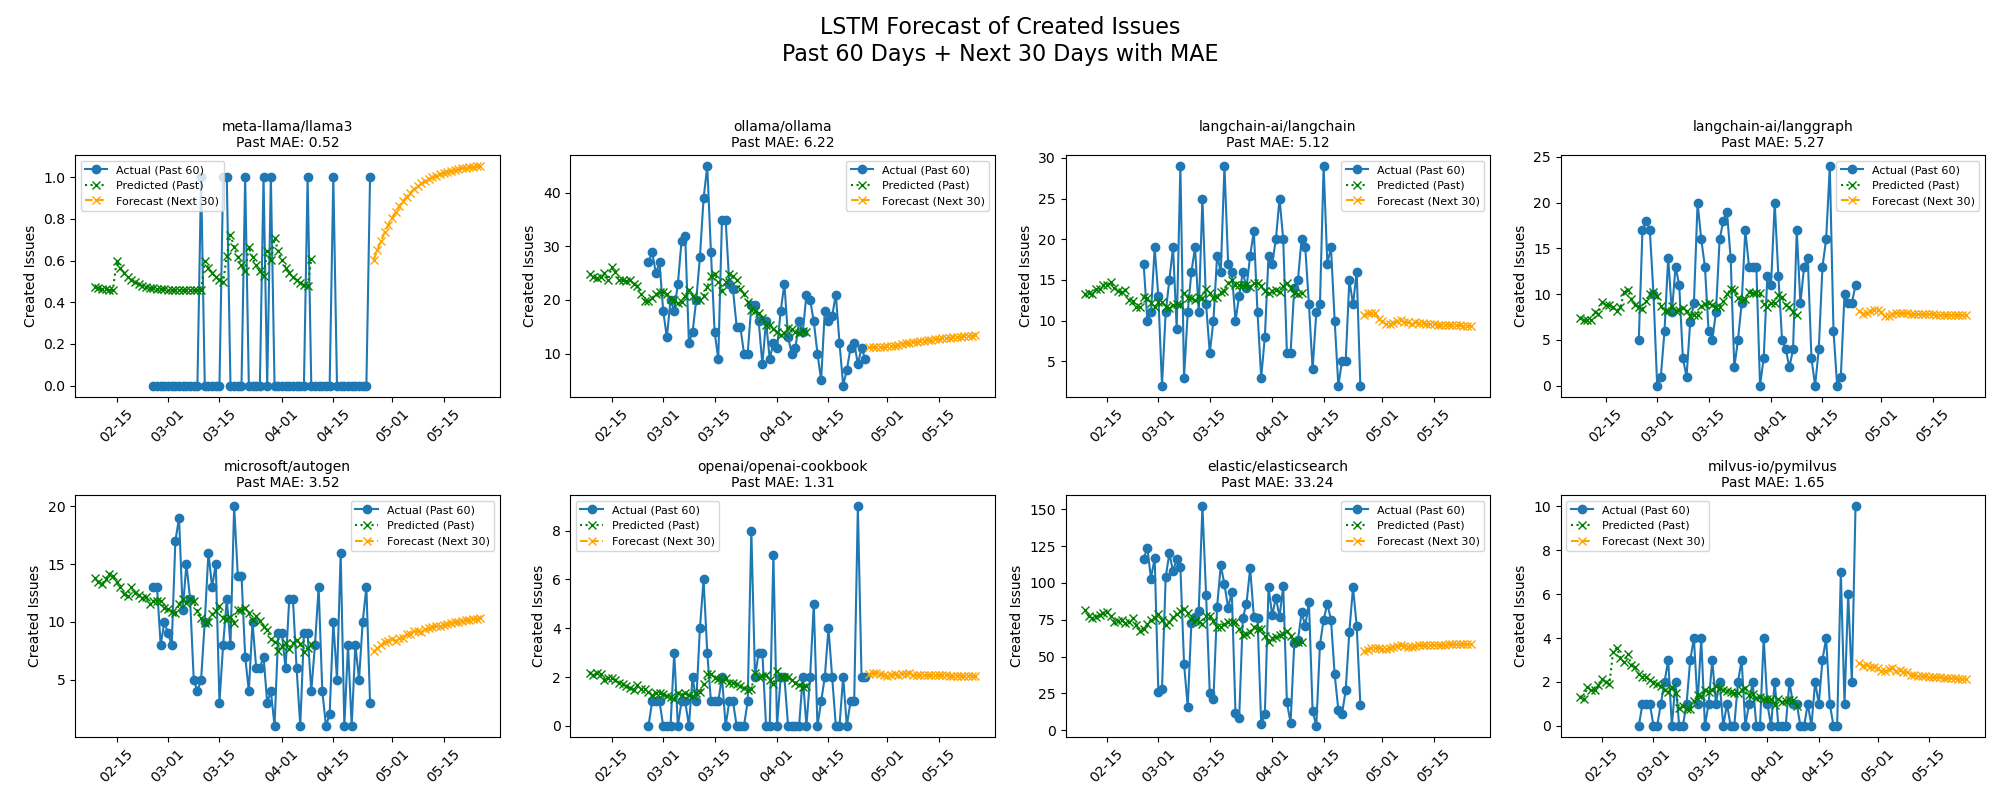 LSTM Forecast of Created Issues
Past 60 Days + Next 30 Days with MAE
meta-llama/llama3
Past MAE: 0.52
Actual (Past 60)
Predicted (Past)
Forecast (Next 30)
Created Issues
1.0
0.8
0.6
0.4
0.2
0.0
02-15
03-01
03-15
04-01
04-15
05-01
05-15
ollama/ollama
Past MAE: 6.22
Actual (Past 60)
Predicted (Past)
Forecast (Next 30)
Created Issues
40
30
20
10
02-15
03-01
03-15
04-01
04-15
05-01
05-15
langchain-ai/langchain
Past MAE: 5.12
Actual (Past 60)
Predicted (Past)
Forecast (Next 30)
Created Issues
30
25
20
15
10
5
02-15
03-01
03-15
04-01
04-15
05-01
05-15
langchain-ai/langgraph
Past MAE: 5.27
Actual (Past 60)
Predicted (Past)
Forecast (Next 30)
Created Issues
25
20
15
10
5
0
02-15
03-01
03-15
04-01
04-15
05-01
05-15
microsoft/autogen
Past MAE: 3.52
Actual (Past 60)
Predicted (Past)
Forecast (Next 30)
Created Issues
20
15
10
5
02-15
03-01
03-15
04-01
04-15
05-01
05-15
openai/openai-cookbook
Past MAE: 1.31
Actual (Past 60)
Predicted (Past)
Forecast (Next 30)
Created Issues
8
6
4
2
0
02-15
03-01
03-15
04-01
04-15
05-01
05-15
elastic/elasticsearch
Past MAE: 33.24
Actual (Past 60)
Predicted (Past)
Forecast (Next 30)
Created Issues
150
125
100
75
50
25
0
02-15
03-01
03-15
04-01
04-15
05-01
05-15
milvus-io/pymilvus
Past MAE: 1.65
Actual (Past 60)
Predicted (Past)
Forecast (Next 30)
Created Issues
10
8
6
4
2
0
02-15
03-01
03-15
04-01
04-15
05-01
05-15